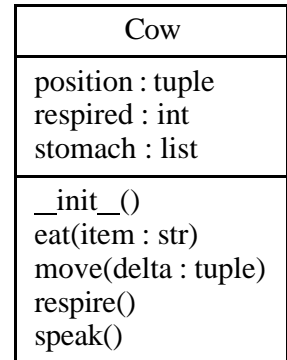 Cow
position : tuple
respired : int
stomach : list
__init__()
eat(item : str)
move(delta : tuple)
respire()
speak()